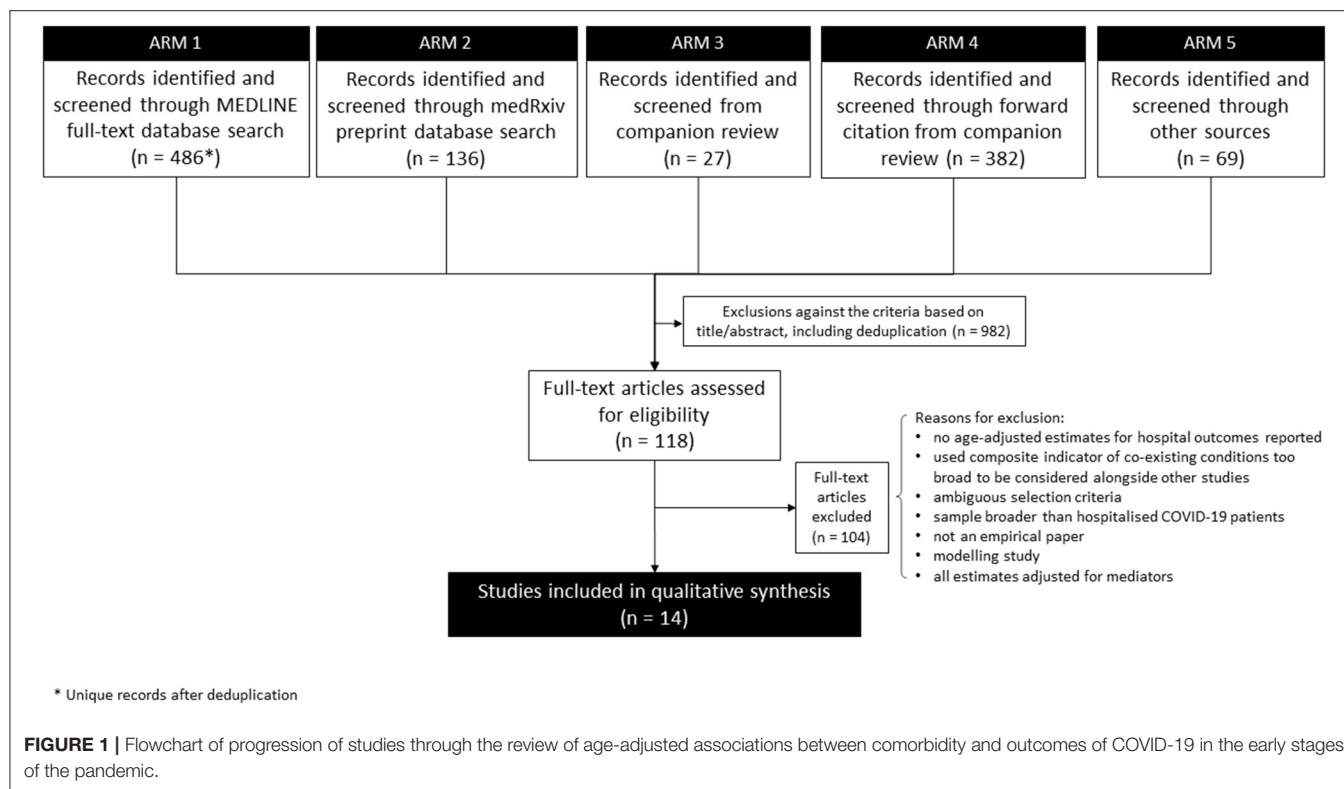 ARM 1
Records identified and
screened through MEDLINE
full-text database search
(n = 486*)
ARM 2
Records identified and
screened through medRxiv
preprint database search
(n = 136)
ARM 3
Records identified and
screened from
companion review
(n = 27)
ARM 4
Records identified and
screened through forward
citation from companion
review (n = 382)
ARM 5
Records identified and
screened through
other sources
(n = 69)
Exclusions against the criteria based on
title/abstract, including deduplication (n = 982)
Full-text articles assessed
for eligibility
(n = 118)
Full-text
articles
excluded
(n = 104)
Reasons for exclusion:
• no age-adjusted estimates for hospital outcomes reported
• used composite indicator of co-existing conditions too
broad to be considered alongside other studies
• ambiguous selection criteria
• sample broader than hospitalised COVID-19 patients
• not an empirical paper
• modelling study
• all estimates adjusted for mediators
Studies included in qualitative synthesis
(n = 14)
* Unique records after deduplication
FIGURE 1 | Flowchart of progression of studies through the review of age-adjusted associations between comorbidity and outcomes of COVID-19 in the early stages
of the pandemic.